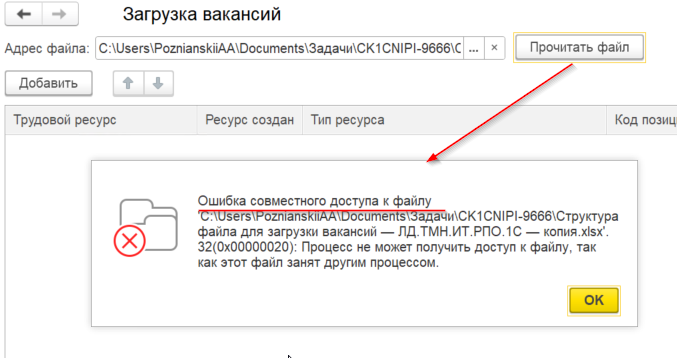 Загрузка вакансий
Адрес файла: C:\Users\PoznianskiiAA\Documents\Задачи\CK1CNIPI-9666\С ... × Прочитать файл
Добавить
Трудовой ресурс Ресурс создан Тип ресурса Код позиц
Ошибка совместного доступа к файлу
'C:\Users\PoznianskiiAA\Documents\Задачи\CK1CNIPI-9666\Структура
файла для загрузки вакансий — ЛД.ТМН.ИТ.РПО.1С — копия.xlsx'.
32(0x00000020): Процесс не может получить доступ к файлу, так
как этот файл занят другим процессом.
OK